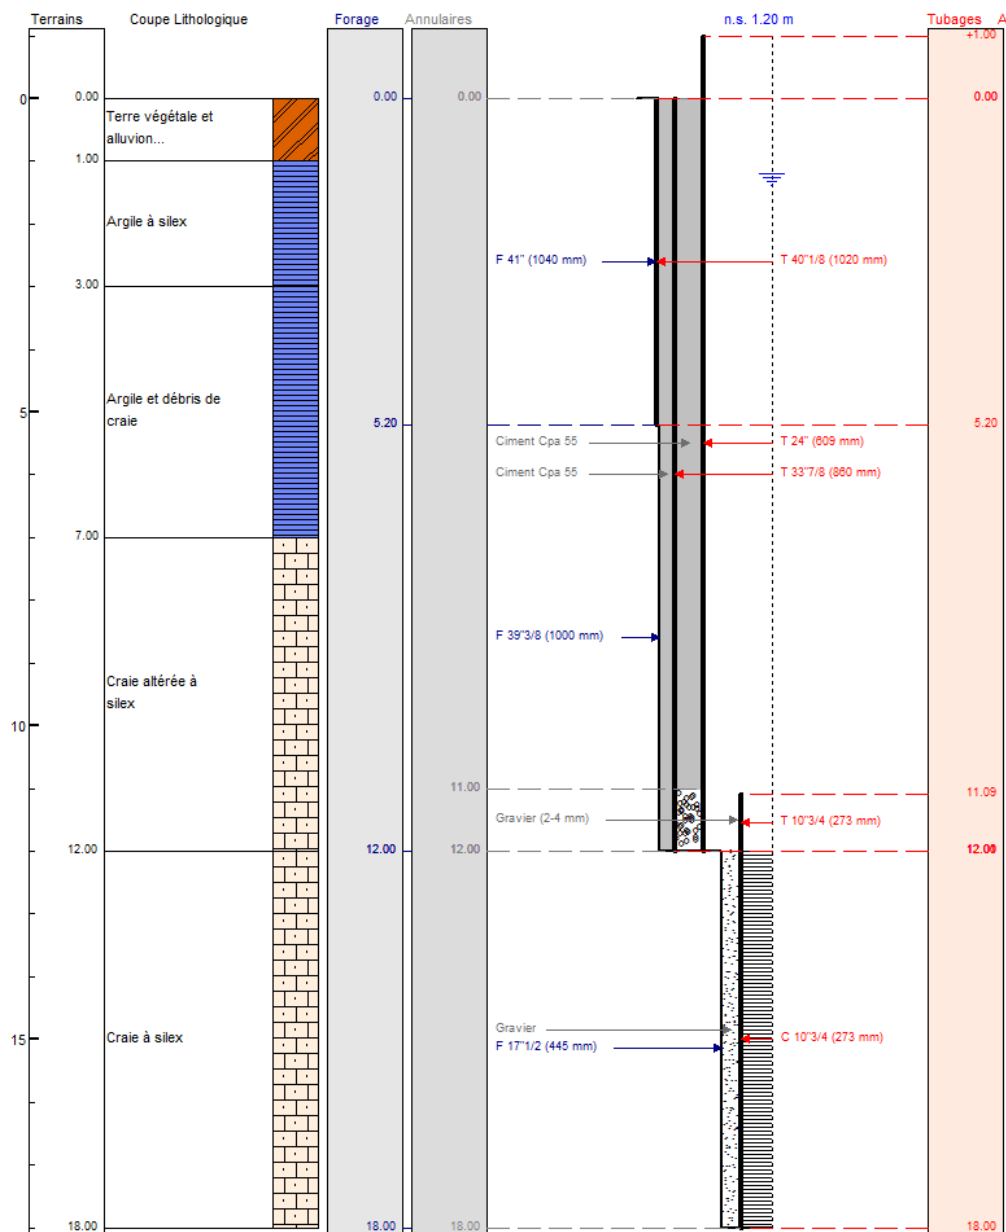 Terrains Coupe Lithologique Forage Annulaires n.s. 1.20 m Tubages A
+1.00
0 0.00 0.00 0.00 0.00
Terre végétale et
alluvion...
1.00
Argile à silex
F 41" (1040 mm) T 40"1/8 (1020 mm)
3.00
Argile et débris de
craie
5
5.20 5.20
Ciment Cpa 55 T 24" (609 mm)
Ciment Cpa 55 T 33"7/8 (860 mm)
7.00
F 39"3/8 (1000 mm)
Craie altérée à
silex
10
11.00 11.09
Gravier (2-4 mm) T 10"3/4 (273 mm)
12.00 12.00 12.00
Craie à silex
15
Gravier
C 10"3/4 (273 mm)
F 17"1/2 (445 mm)
18.00 18.00 18.00 18.00